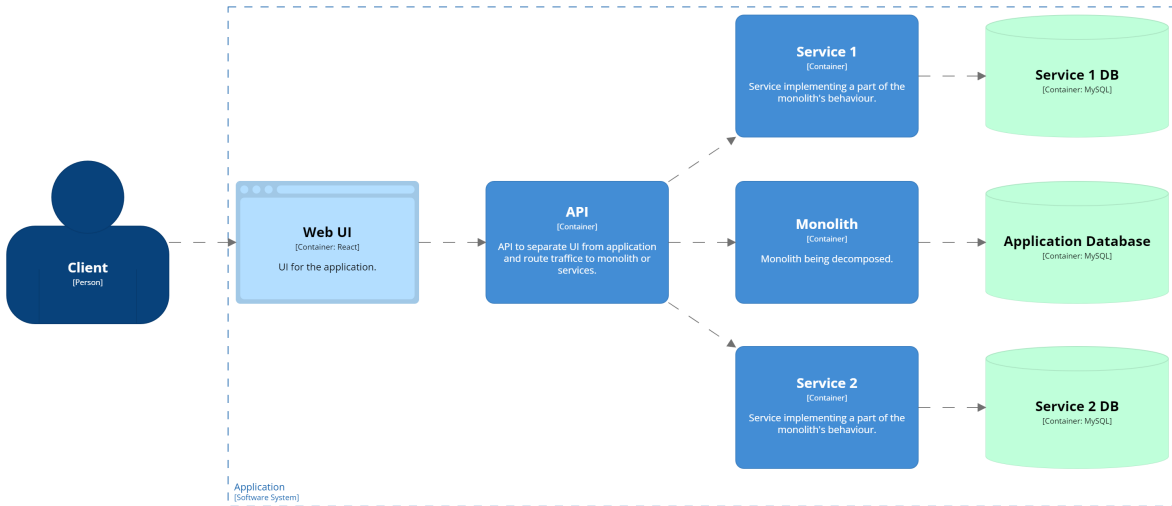 Client
[Person]
Web UI
[Container: React]
UI for the application.
API
[Container]
API to separate UI from application
and route traffice to monolith or
services.
Service 1
[Container]
Service implementing a part of the
monolith's behaviour.
Service 1 DB
[Container: MySQL]
Monolith
[Container]
Monolith being decomposed.
Application Database
[Container: MySQL]
Service 2
[Container]
Service implementing a part of the
monolith's behaviour.
Service 2 DB
[Container: MySQL]
Application
[Software System]